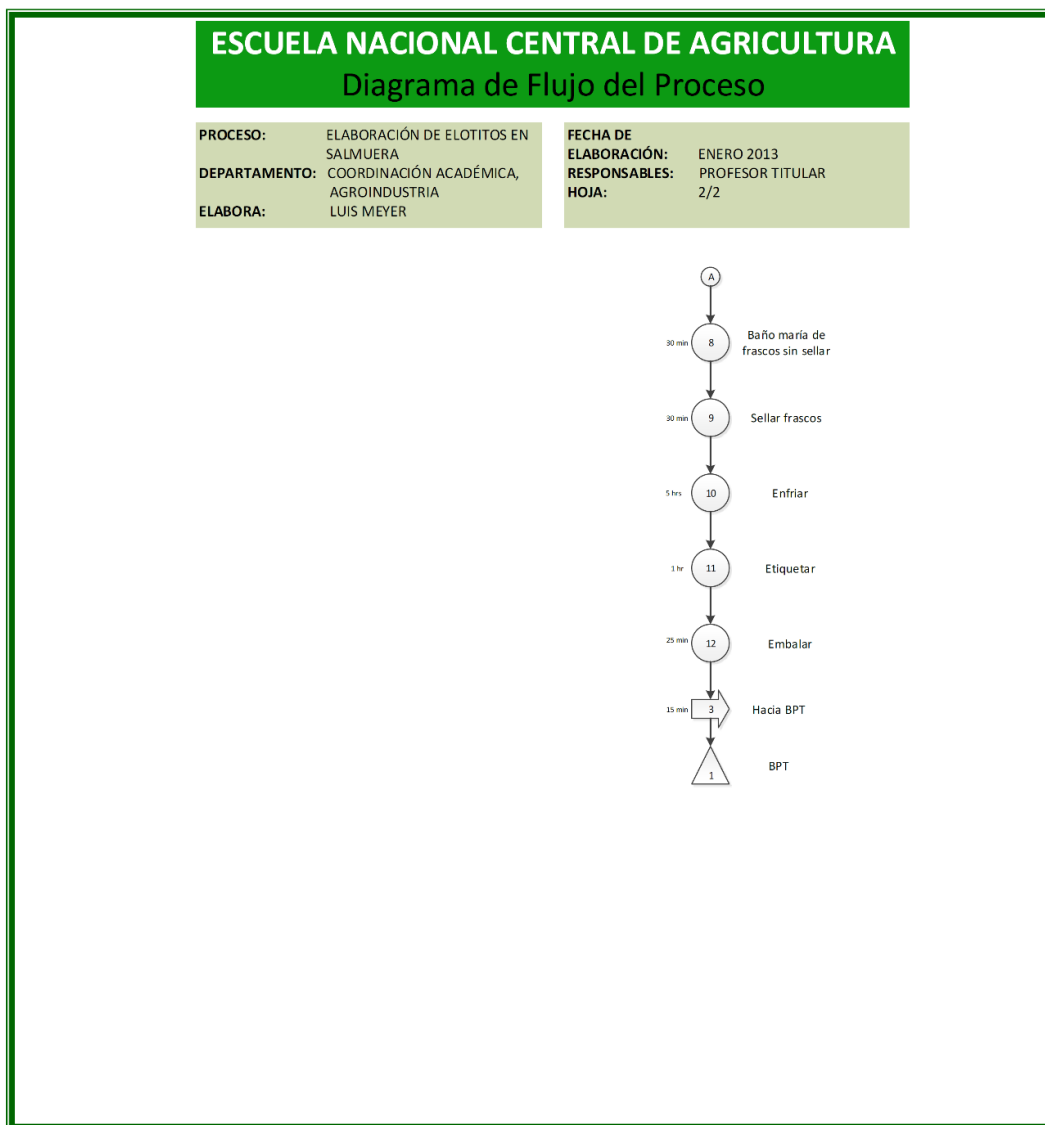 ESCUELA NACIONAL CENTRAL DE AGRICULTURA
Diagrama de Flujo del Proceso
PROCESO: ELABORACIÓN DE ELOTITOS EN
SALMUERA
DEPARTAMENTO: COORDINACIÓN ACADÉMICA,
AGROINDUSTRIA
ELABORA: LUIS MEYER
FECHA DE
ELABORACIÓN: ENERO 2013
RESPONSABLES: PROFESOR TITULAR
HOJA: 2/2
A
30 min 8 Baño maría de
frascos sin sellar
30 min 9 Sellar frascos
5 hrs 10 Enfriar
1 hr 11 Etiquetar
25 min 12 Embalar
15 min 3 Hacia BPT
1 BPT